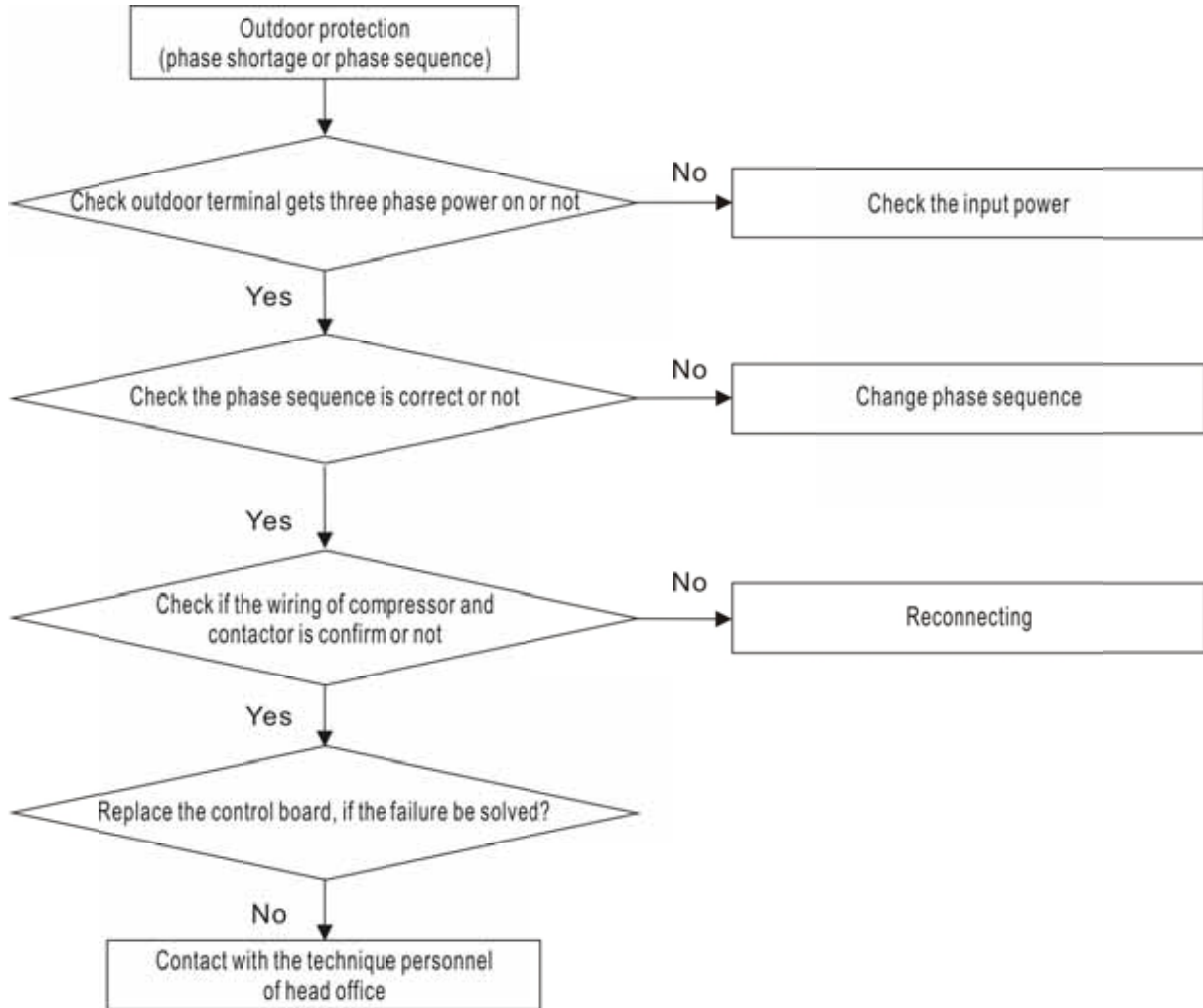 Outdoor protection
(phase shortage or phase sequence)
Check outdoor terminal gets three phase power on or not
No
Check the input power
Yes
Check the phase sequence is correct or not
No
Change phase sequence
Yes
Check if the wiring of compressor and
contactor is confirm or not
No
Reconnecting
Yes
Replace the control board, if the failure be solved?
No
Contact with the technique personnel
of head office